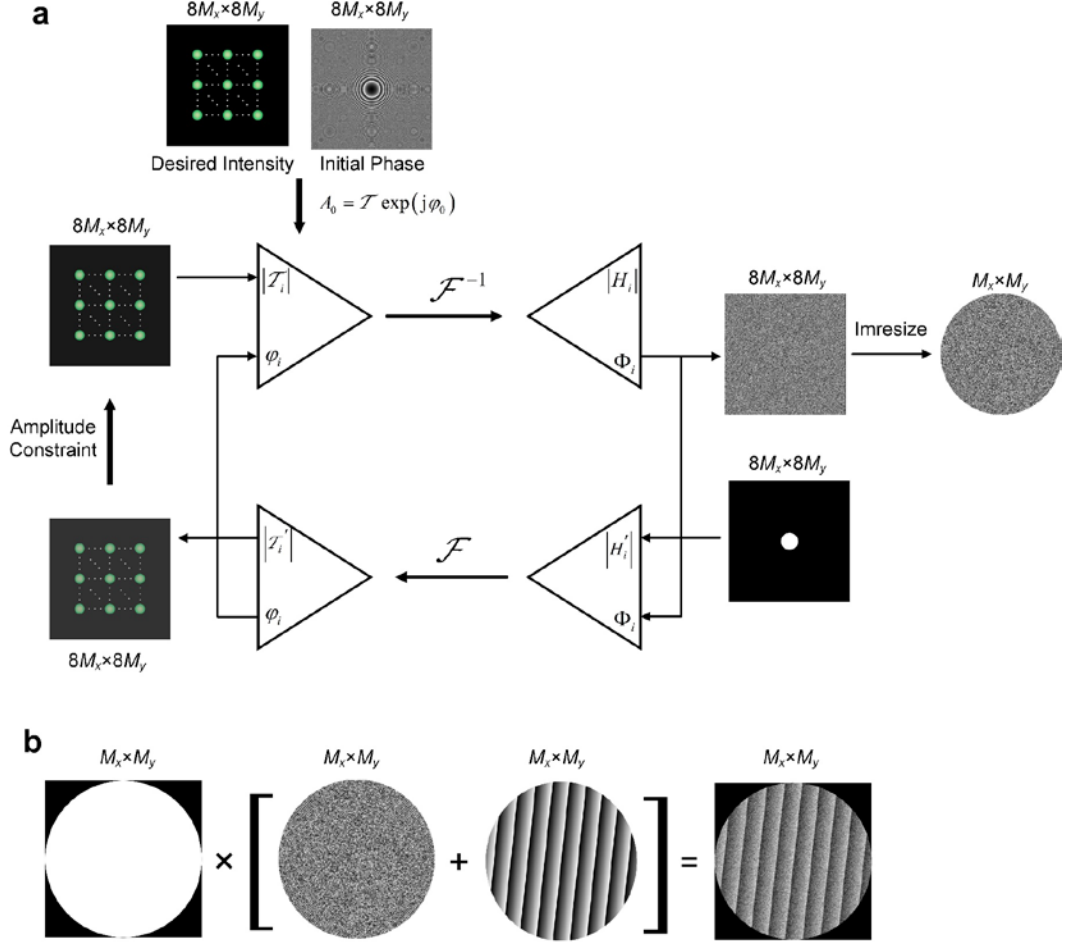 a
8Mx×8My
8Mx×8My
Desired Intensity
Initial Phase
A0 = 𝒯 exp(jφ0)
8Mx×8My
|𝒯i|
φi
ℱ−1
|Hi|
Φi
8Mx×8My
Imresize
Mx×My
Amplitude
Constraint
8Mx×8My
|𝒯i′|
φi
ℱ
|Hi′|
Φi
8Mx×8My
b
Mx×My
Mx×My
Mx×My
Mx×My
× [ + ] =